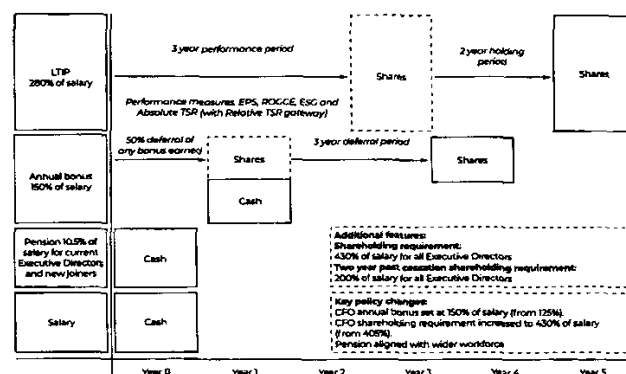 LTIP
280% of salary
3 year performance period
Shares
2 year holding
period
Shares
Performance measures, EPS, ROGCE, ESG and
Absolute TSR (with Relative TSR gateway)
Annual bonus
150% of salary
50% deferral of
any bonus earned
Shares
Cash
3 year deferral period
Shares
Pension 10.5% of
salary for current
Executive Directors
and new joiners
Cash
Additional features:
Shareholding requirement:
430% of salary for all Executive Directors
Two year past cessation shareholding requirement:
200% of salary for all Executive Directors
Salary
Cash
Key policy changes:
CFO annual bonus set at 150% of salary (from 125%).
CFO shareholding requirement increased to 430% of salary
(from 405%).
Pension aligned with wider workforce
Year 0
Year 1
Year 2
Year 3
Year 4
Year 5